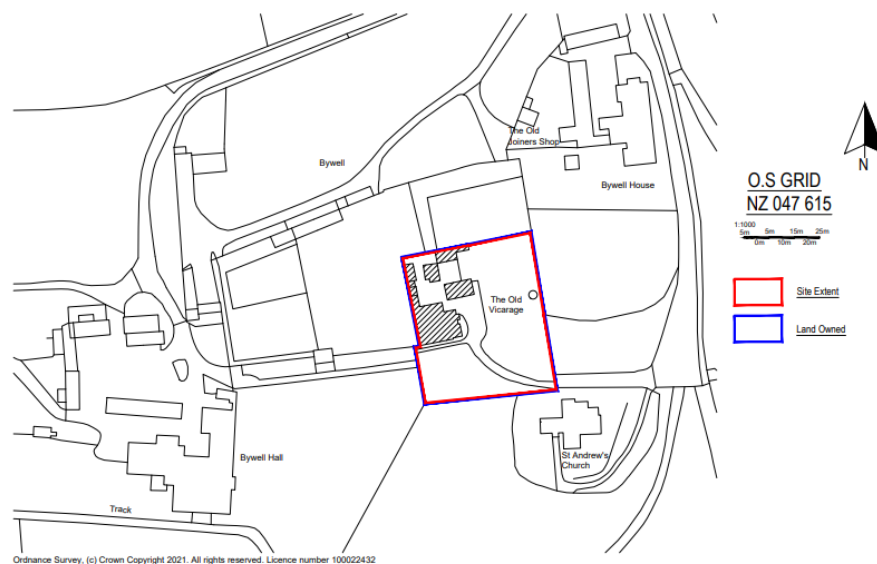 The Old
Joiners Shop
Bywell
Bywell House
N
O.S GRID
NZ 047 615
1:1000
5m 5m 15m 25m
0m 10m 20m
Site Extent
The Old
Vicarage
Land Owned
St Andrew's
Church
Bywell Hall
Track
Ordnance Survey, (c) Crown Copyright 2021. All rights reserved. Licence number 100022432